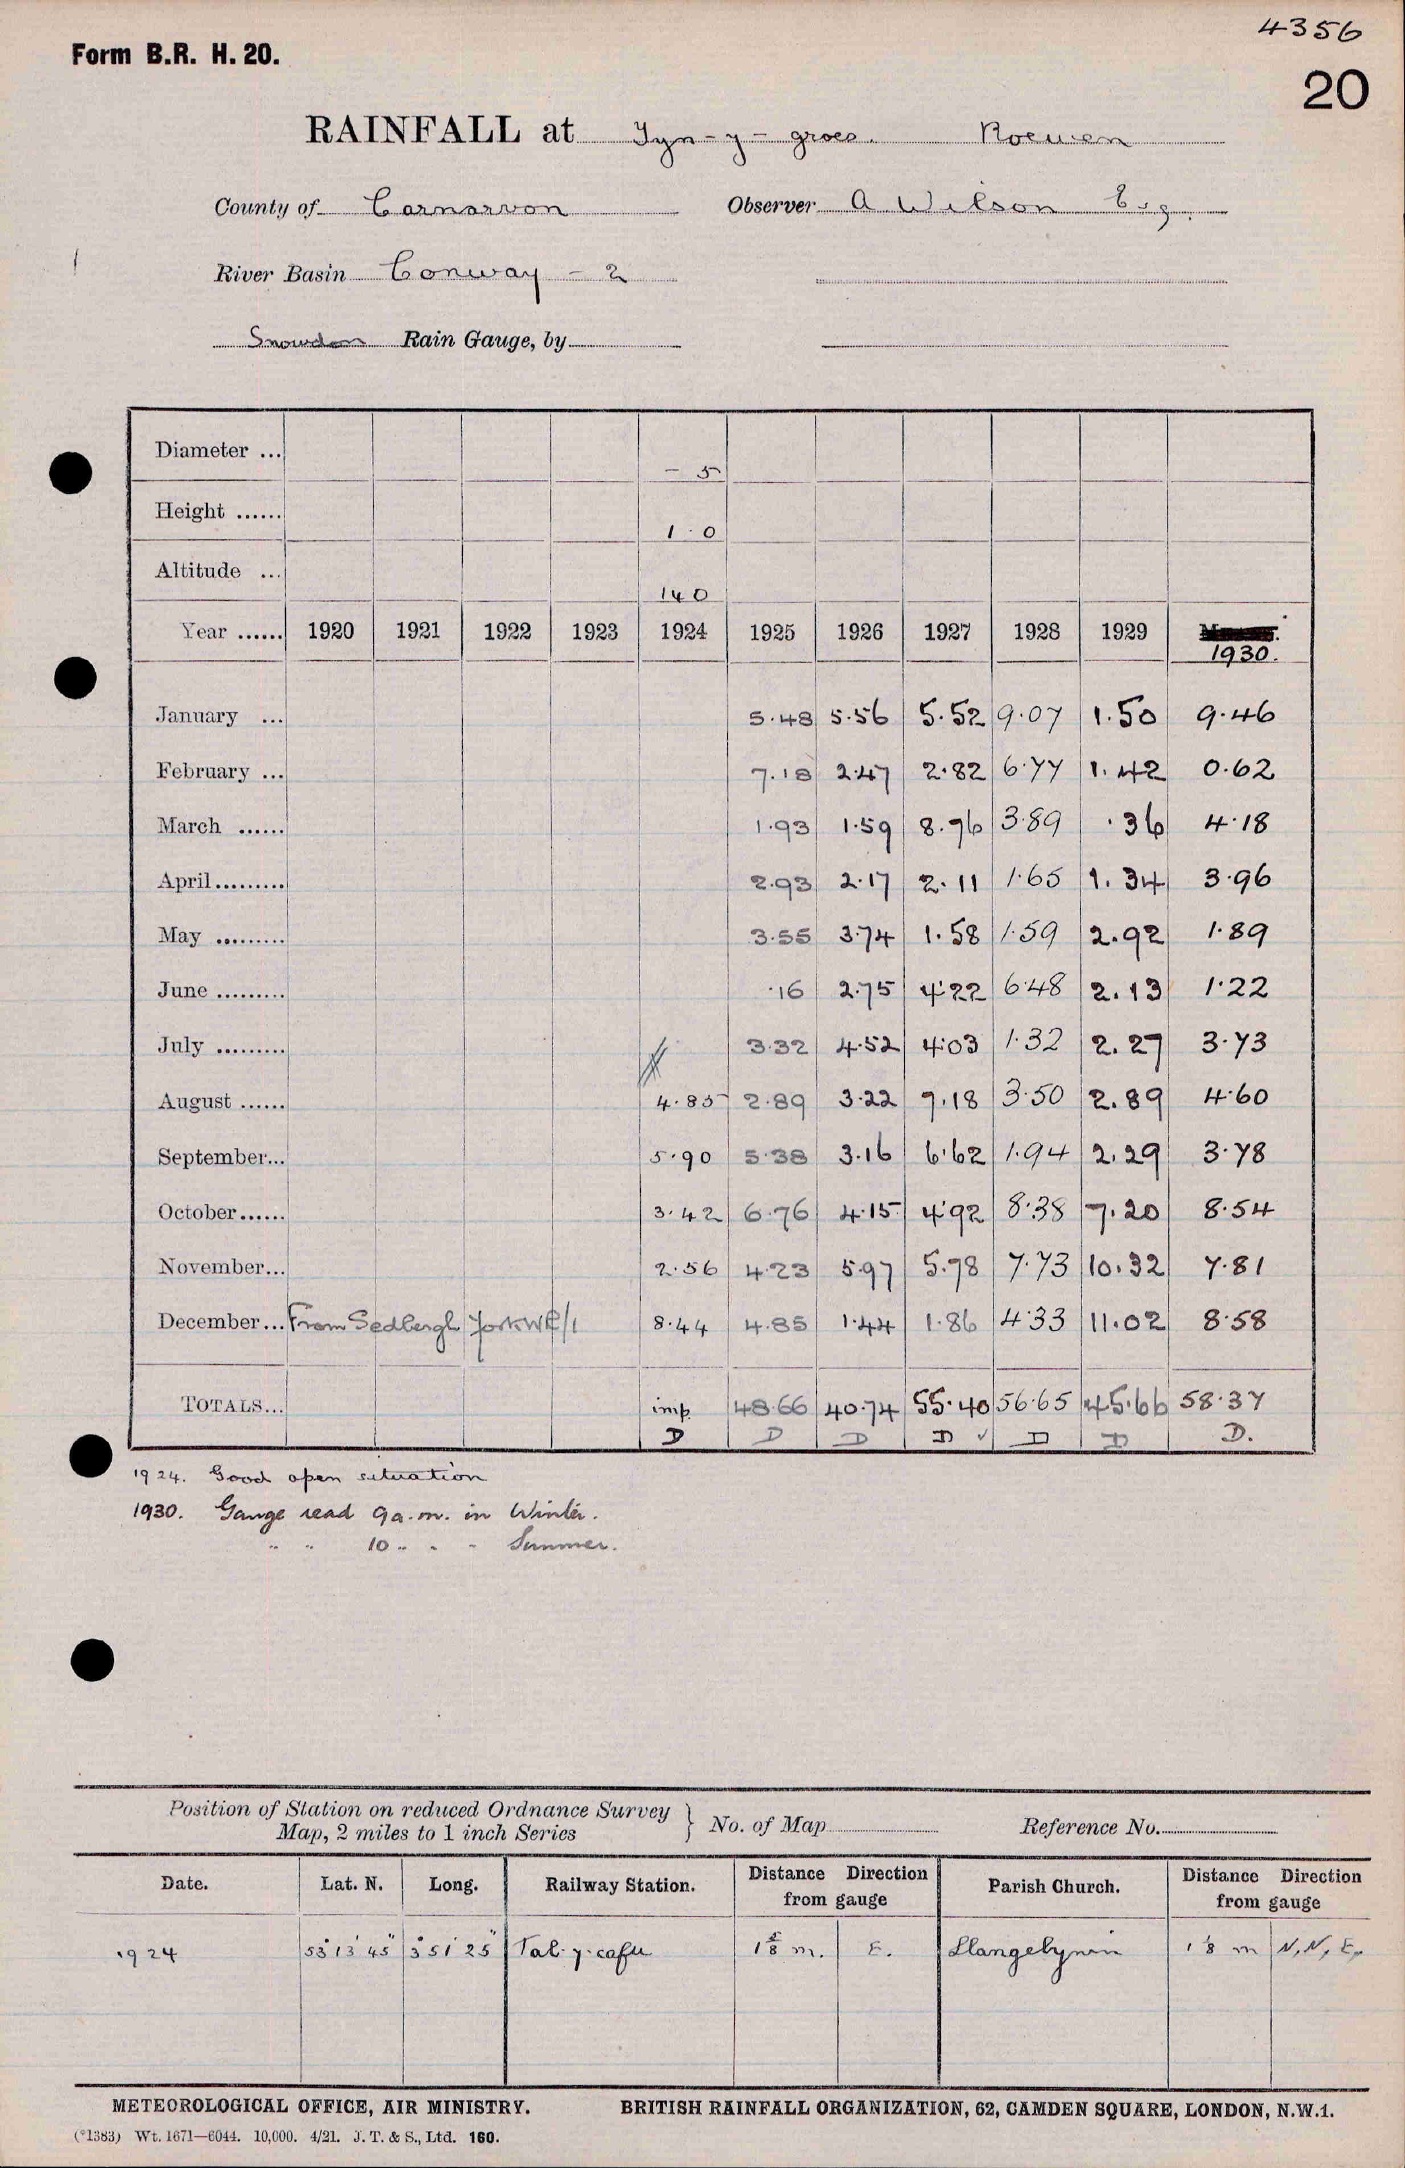 4356
Form B.R. H. 20.
20
RAINFALL at Tyn-y-groes. Roewen
County of Carnarvon Observer A Wilson Esq.
River Basin Conway - 2
Snowdon Rain Gauge, by
Diameter ... - 5
Height ...... 1 0
Altitude ... 140
Year ...... 1920 1921 1922 1923 1924 1925 1926 1927 1928 1929 1930.
January ... 5.48 5.56 5.52 9.07 1.50 9.46
February ... 7.18 2.47 2.82 6.77 1.42 0.62
March ...... 1.93 1.59 8.76 3.89 .36 4.18
April ......... 2.93 2.17 2.11 1.65 1.34 3.96
May ......... 3.55 3.74 1.58 1.59 2.92 1.89
June ......... .16 2.75 4.22 6.48 2.13 1.22
July ......... 3.32 4.52 4.03 1.32 2.27 3.73
August ...... 4.85 2.89 3.22 7.18 3.50 2.89 4.60
September... 5.90 5.38 3.16 6.62 1.94 2.29 3.78
October...... 3.42 6.76 4.15 4.92 8.38 7.20 8.54
November... 2.56 4.23 5.97 5.78 7.73 10.32 7.81
December... From Sedbergh York WR/1 8.44 4.85 1.44 1.86 4.33 11.02 8.58
TOTALS... imp. 48.66 40.74 55.40 56.65 45.66 58.37
D D D D ✓ D D D.
1924. Good open situation
1930. Gauge read 9 a.m. in Winter.
" " 10 " " " Summer.
Position of Station on reduced Ordnance Survey
Map, 2 miles to 1 inch Series } No. of Map Reference No.
Date. Lat. N. Long. Railway Station. Distance Direction from gauge Parish Church. Distance Direction from gauge
1924 53° 13' 45" 3° 51' 25" Tal-y-cafn 1 5/8 m. E. Llangelynin 1 1/8 m N, N, E,
METEOROLOGICAL OFFICE, AIR MINISTRY. BRITISH RAINFALL ORGANIZATION, 62, CAMDEN SQUARE, LONDON, N.W.1.
(*1383) Wt. 1671—6044. 10,000. 4/21. J. T. & S., Ltd. 160.